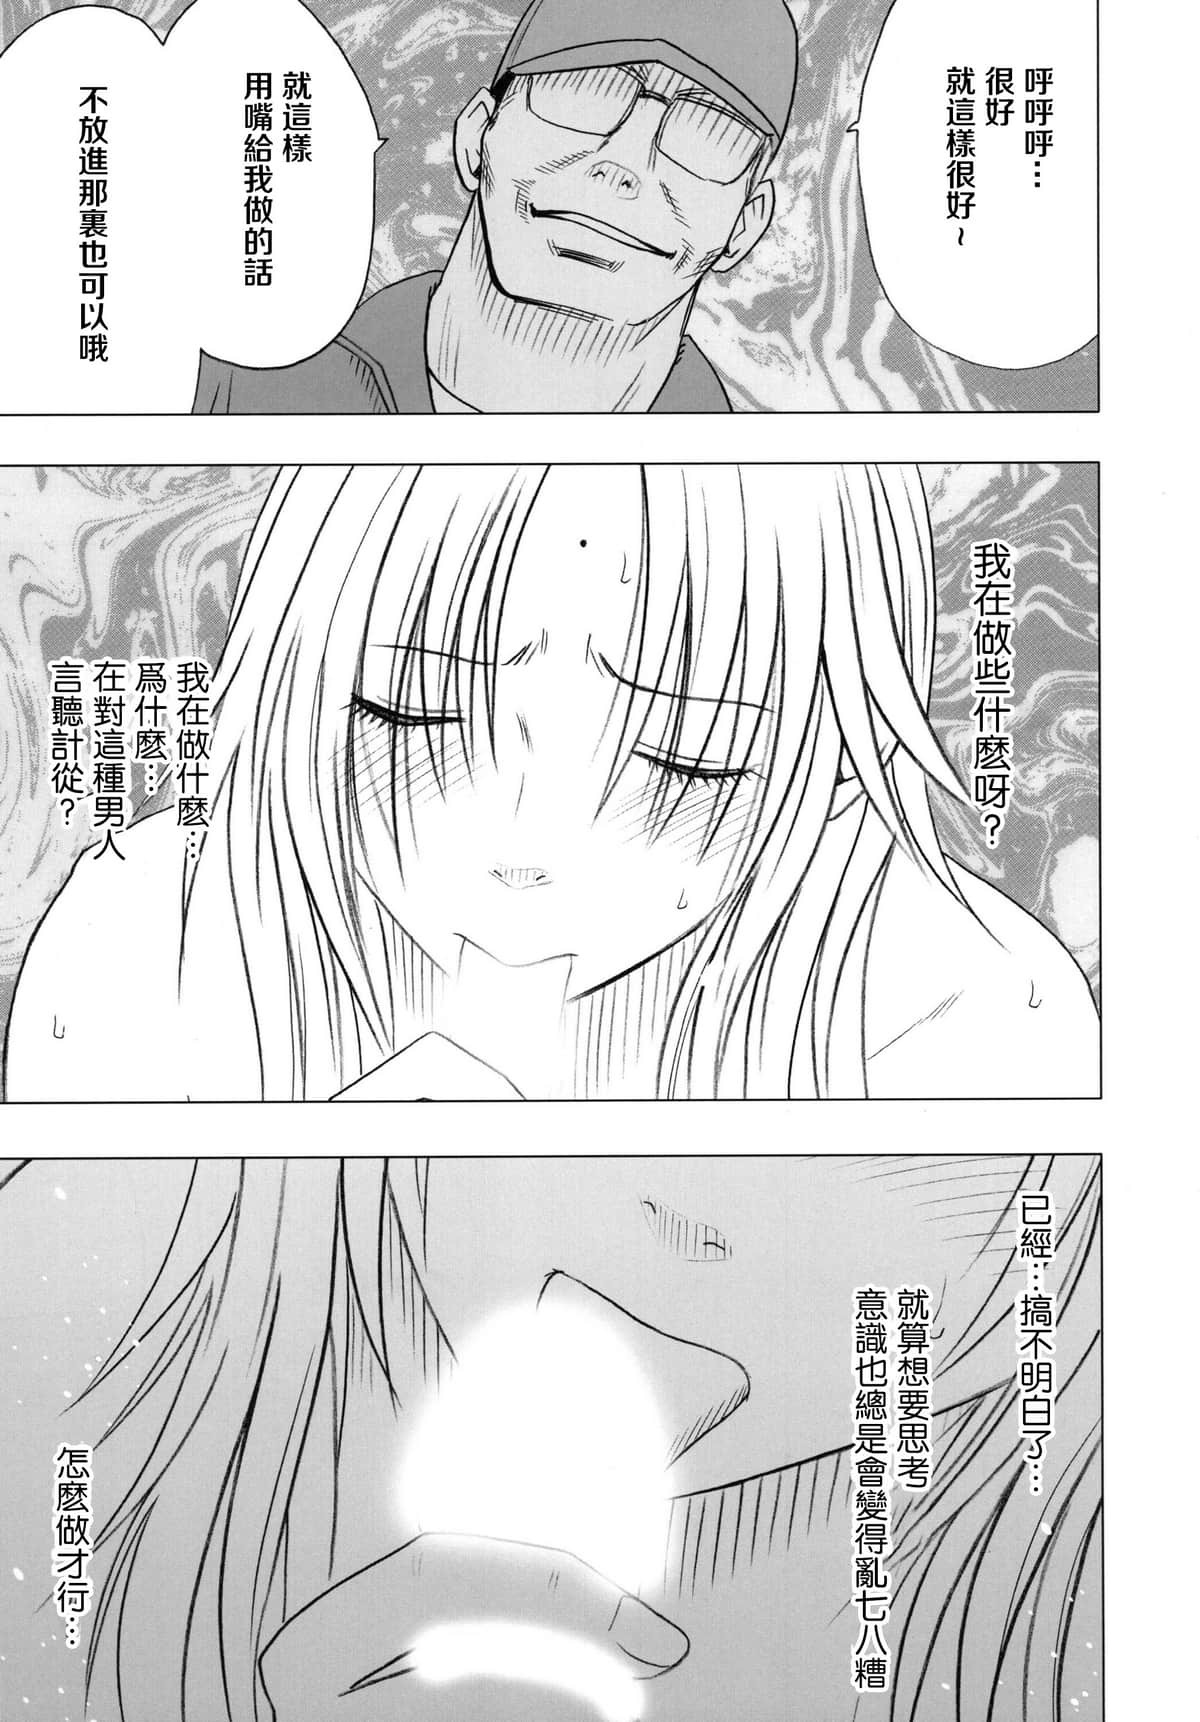 呼呼呼…
很好
就這樣很好~
就這樣
用嘴給我做的話
不放進那裏也可以哦
我在做些什麽呀?
我在做什麽…
爲什麽…
在對這種男人
言聽計從?
已經…搞不明白了…
就算想要思考
意識也總是會變得亂七八糟
怎麽做才行…